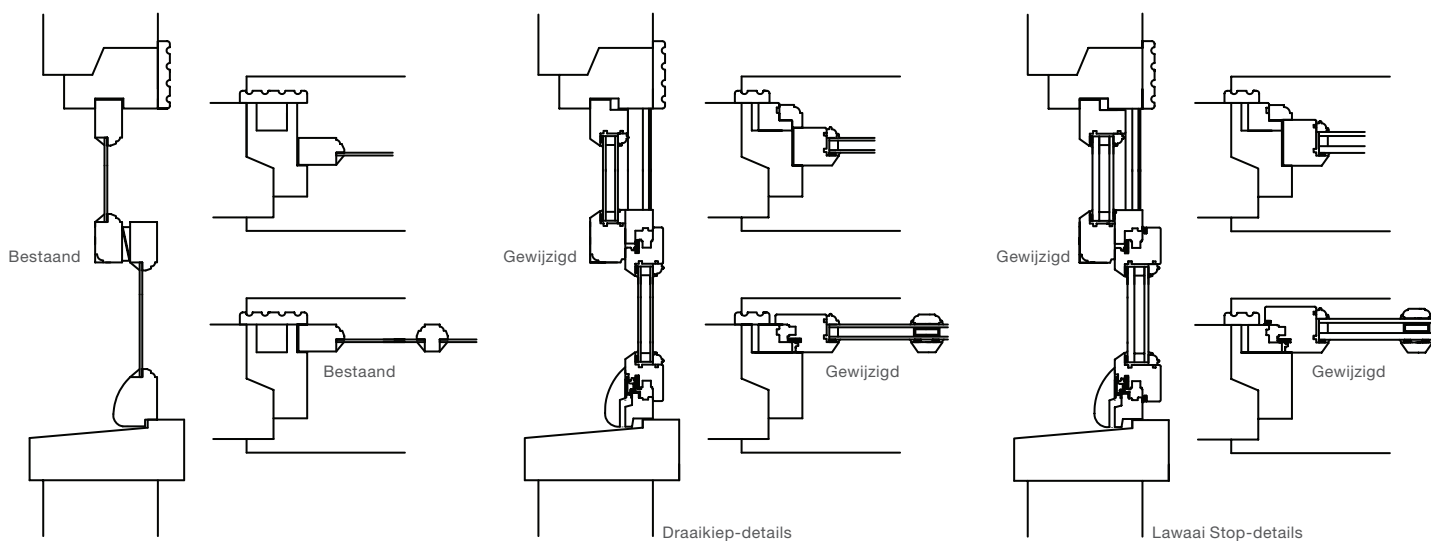 Bestaand
Bestaand
Gewijzigd
Gewijzigd
Draaikiep-details
Gewijzigd
Gewijzigd
Lawaai Stop-details